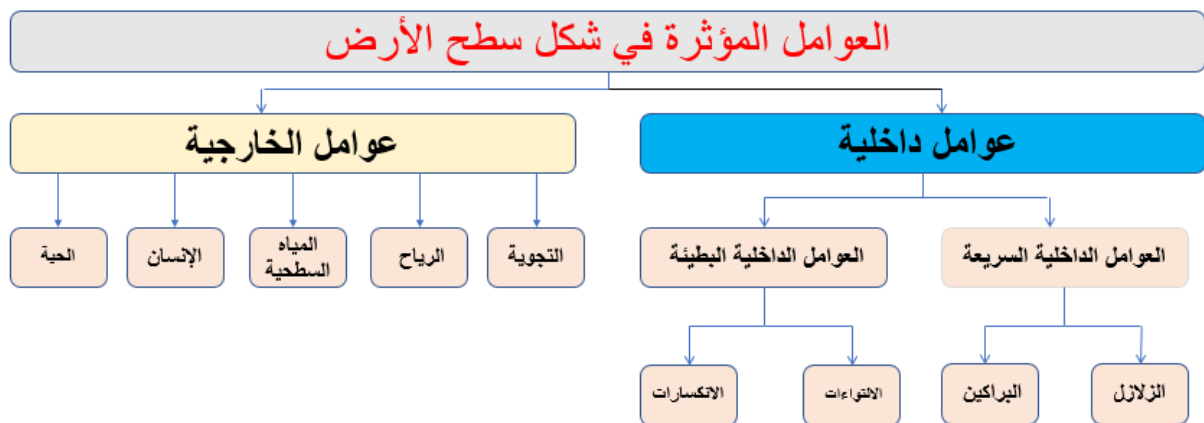 العوامل المؤثرة في شكل سطح الأرض
عوامل داخلية
عوامل الخارجية
العوامل الداخلية السريعة
العوامل الداخلية البطيئة
التجوية
الرياح
المياه
السطحية
الإنسان
الحية
الزلازل
البراكين
الالتواءات
الانكسارات